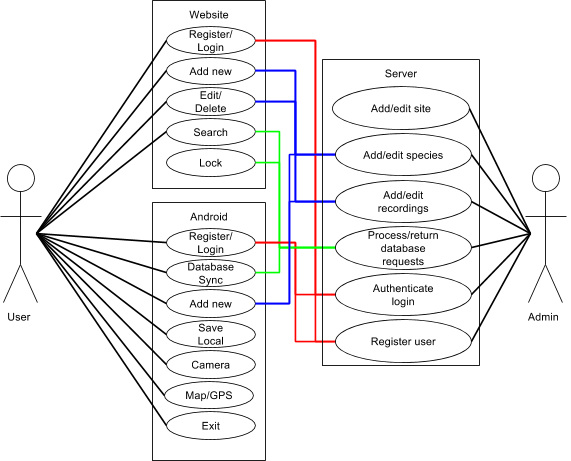 Website
Register/
Login
Add new
Edit/
Delete
Search
Lock
Android
Register/
Login
Database
Sync
Add new
Save
Local
Camera
Map/GPS
Exit
User
Server
Add/edit site
Add/edit species
Add/edit
recordings
Process/return
database
requests
Authenticate
login
Register user
Admin